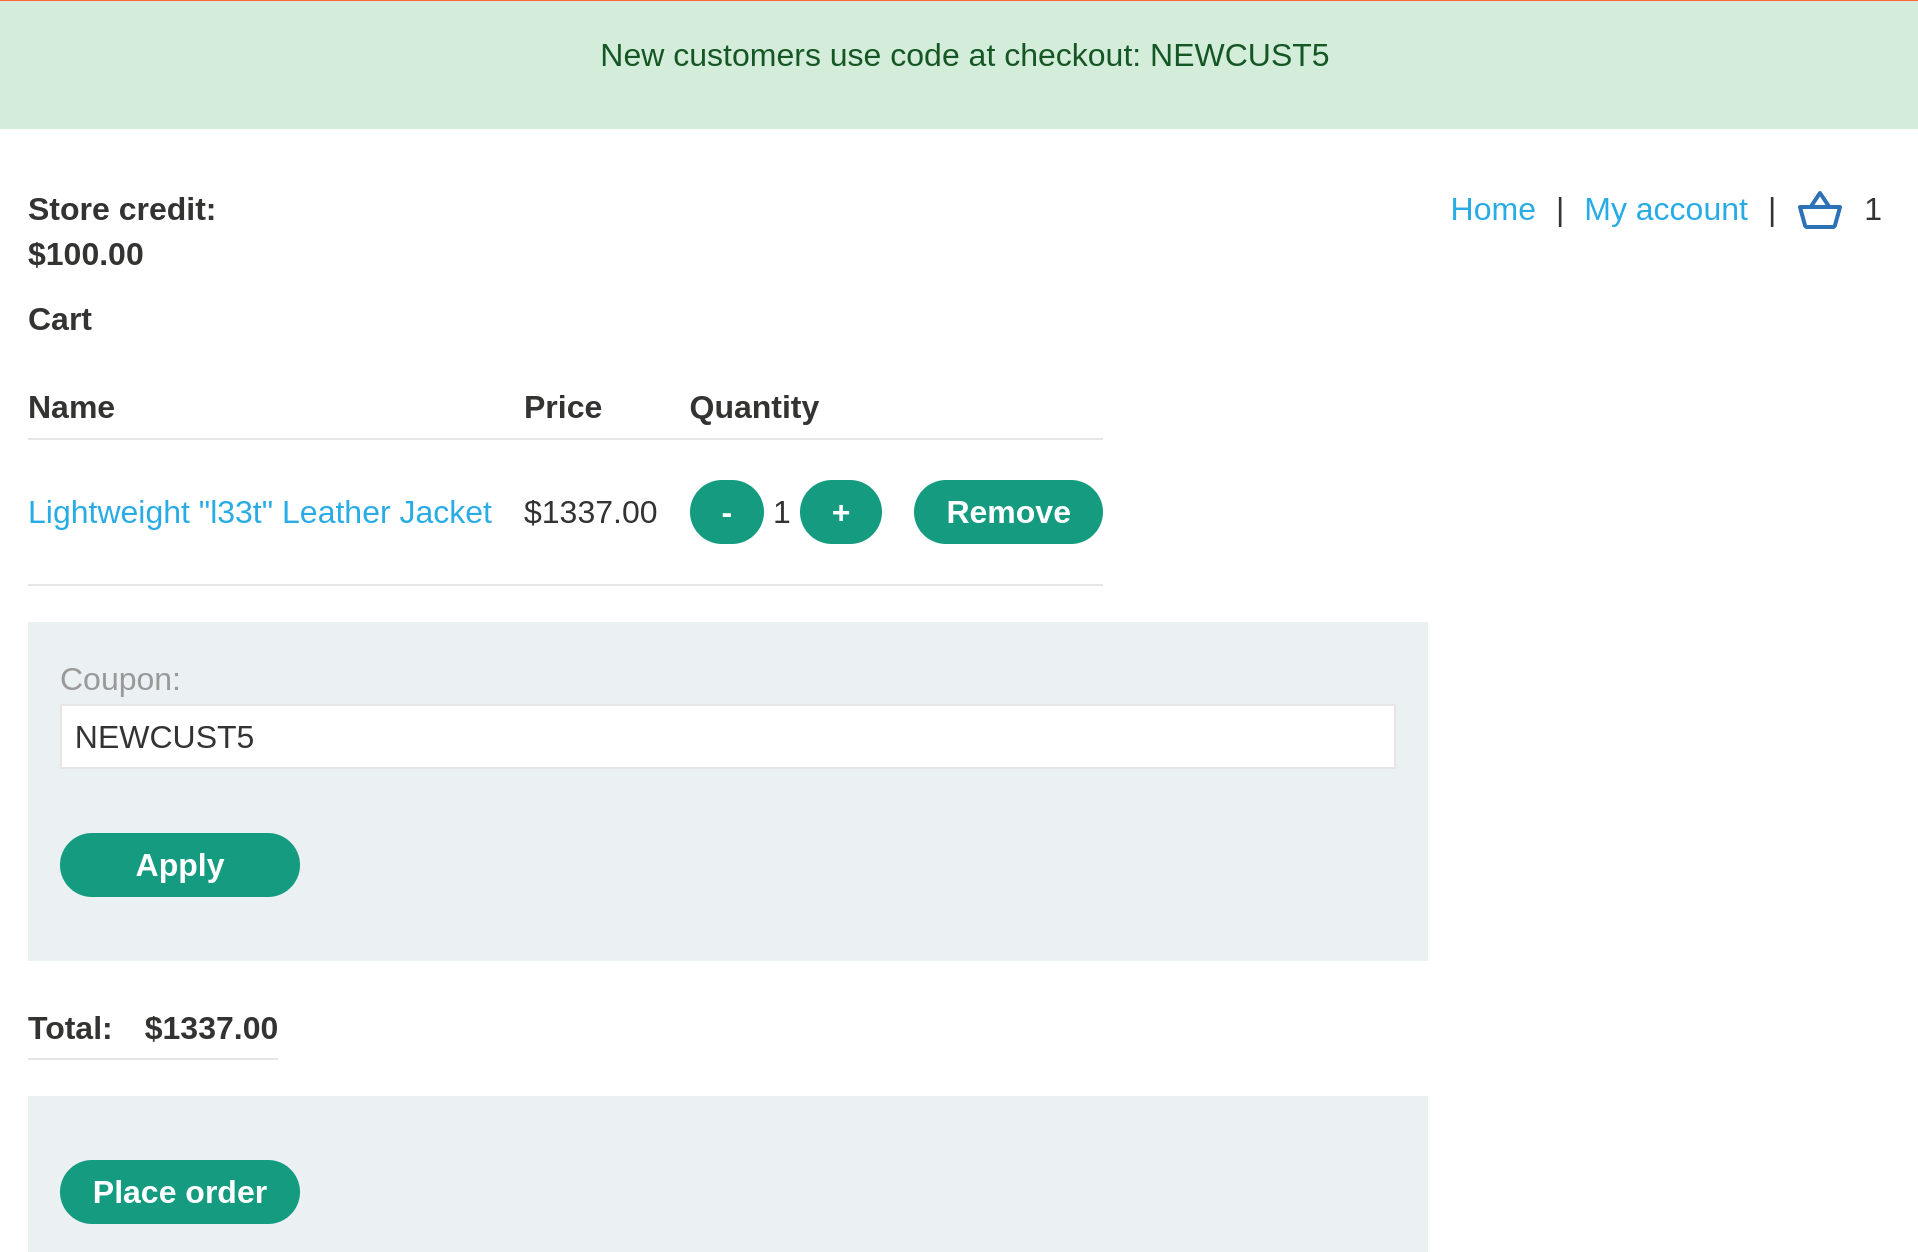 New customers use code at checkout: NEWCUST5
Store credit:
$100.00
Home | My account | 1
Cart
Name Price Quantity
Lightweight "l33t" Leather Jacket $1337.00 - 1 + Remove
Coupon:
NEWCUST5
Apply
Total: $1337.00
Place order